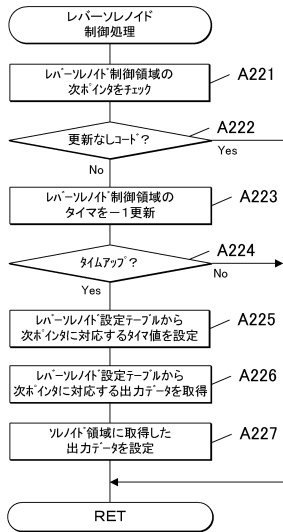 レバーソレノイド
制御処理
レバーソレノイド制御領域の
次ポインタをチェック
A221
更新なしコード?
A222
Yes
No
レバーソレノイド制御領域の
タイマを－１更新
A223
タイムアップ?
A224
No
Yes
レバーソレノイド設定テーブルから
次ポインタに対応するタイマ値を設定
A225
レバーソレノイド設定テーブルから
次ポインタに対応する出力データを取得
A226
ソレノイド領域に取得した
出力データを設定
A227
RET